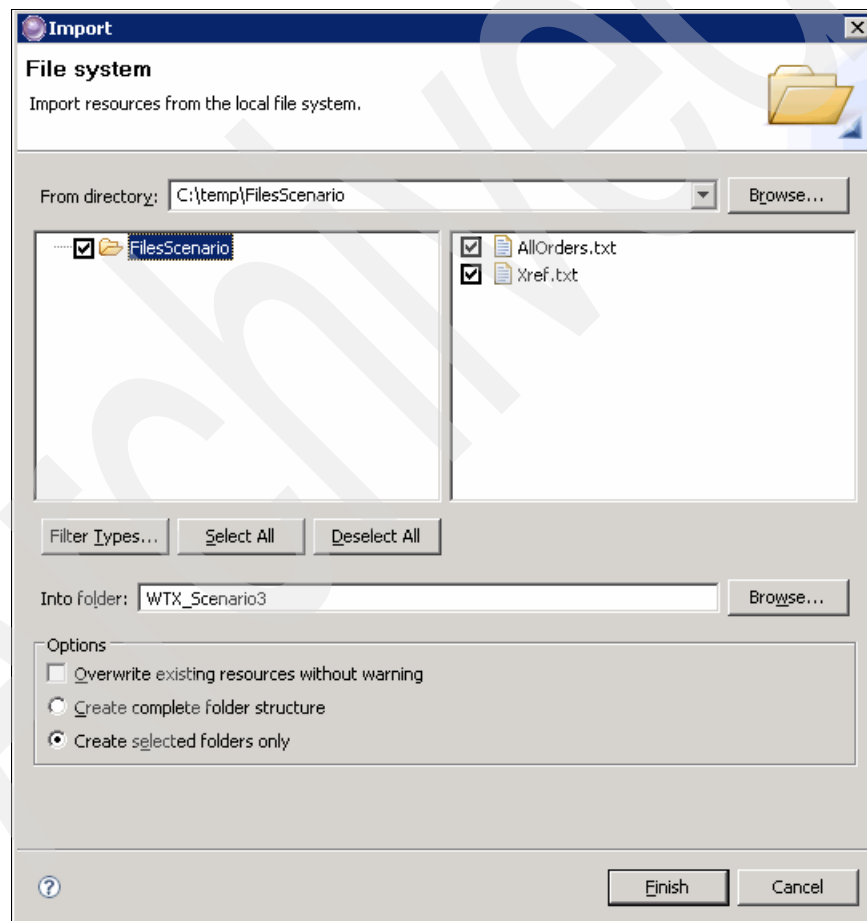 Import
File system
Import resources from the local file system.
From directory: C:\temp\FilesScenario Browse...
FilesScenario
AllOrders.txt
Xref.txt
Filter Types... Select All Deselect All
Into folder: WTX_Scenario3 Browse...
Options
Overwrite existing resources without warning
Create complete folder structure
Create selected folders only
Finish Cancel